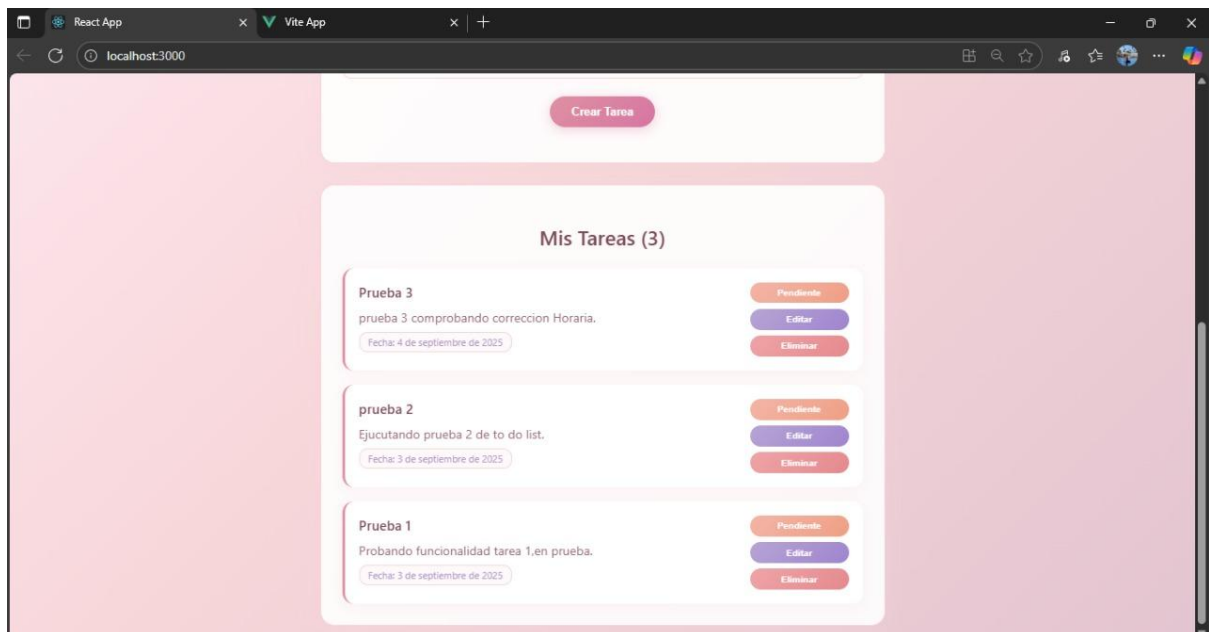 React App
Vite App
localhost:3000
Crear Tarea
Mis Tareas (3)
Prueba 3
Pendiente
prueba 3 comprobando correccion Horaria.
Editar
Fecha: 4 de septiembre de 2025
Eliminar
prueba 2
Pendiente
Ejucutando prueba 2 de to do list.
Editar
Fecha: 3 de septiembre de 2025
Eliminar
Prueba 1
Pendiente
Probando funcionalidad tarea 1,en prueba.
Editar
Fecha: 3 de septiembre de 2025
Eliminar